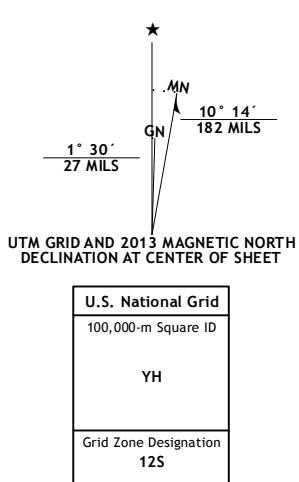 ★
MN
10° 14´
182 MILS
GN
1° 30´
27 MILS
UTM GRID AND 2013 MAGNETIC NORTH
DECLINATION AT CENTER OF SHEET
U.S. National Grid
100,000-m Square ID
YH
Grid Zone Designation
12S